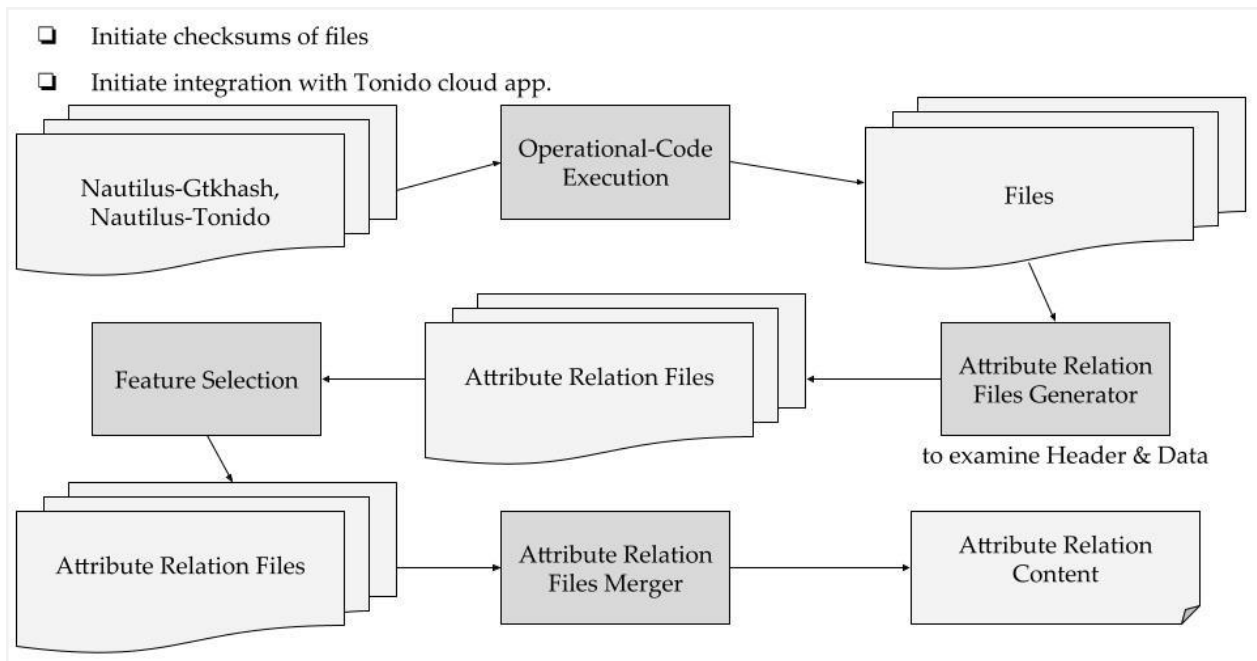 Initiate checksums of files
Initiate integration with Tonido cloud app.
Nautilus-Gtkhash,
Nautilus-Tonido
Operational-Code
Execution
Files
Feature Selection
Attribute Relation Files
Attribute Relation
Files Generator
to examine Header & Data
Attribute Relation Files
Attribute Relation
Files Merger
Attribute Relation
Content